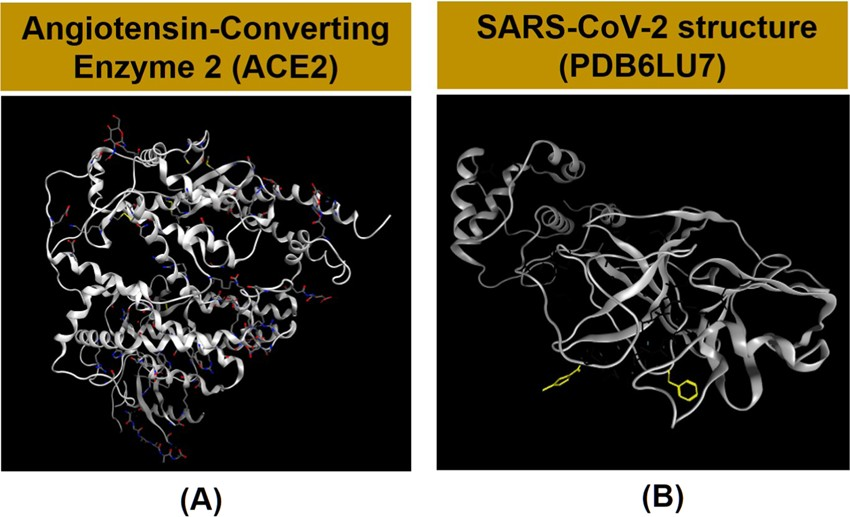 Angiotensin-Converting
Enzyme 2 (ACE2)
SARS-CoV-2 structure
(PDB6LU7)
(A)
(B)